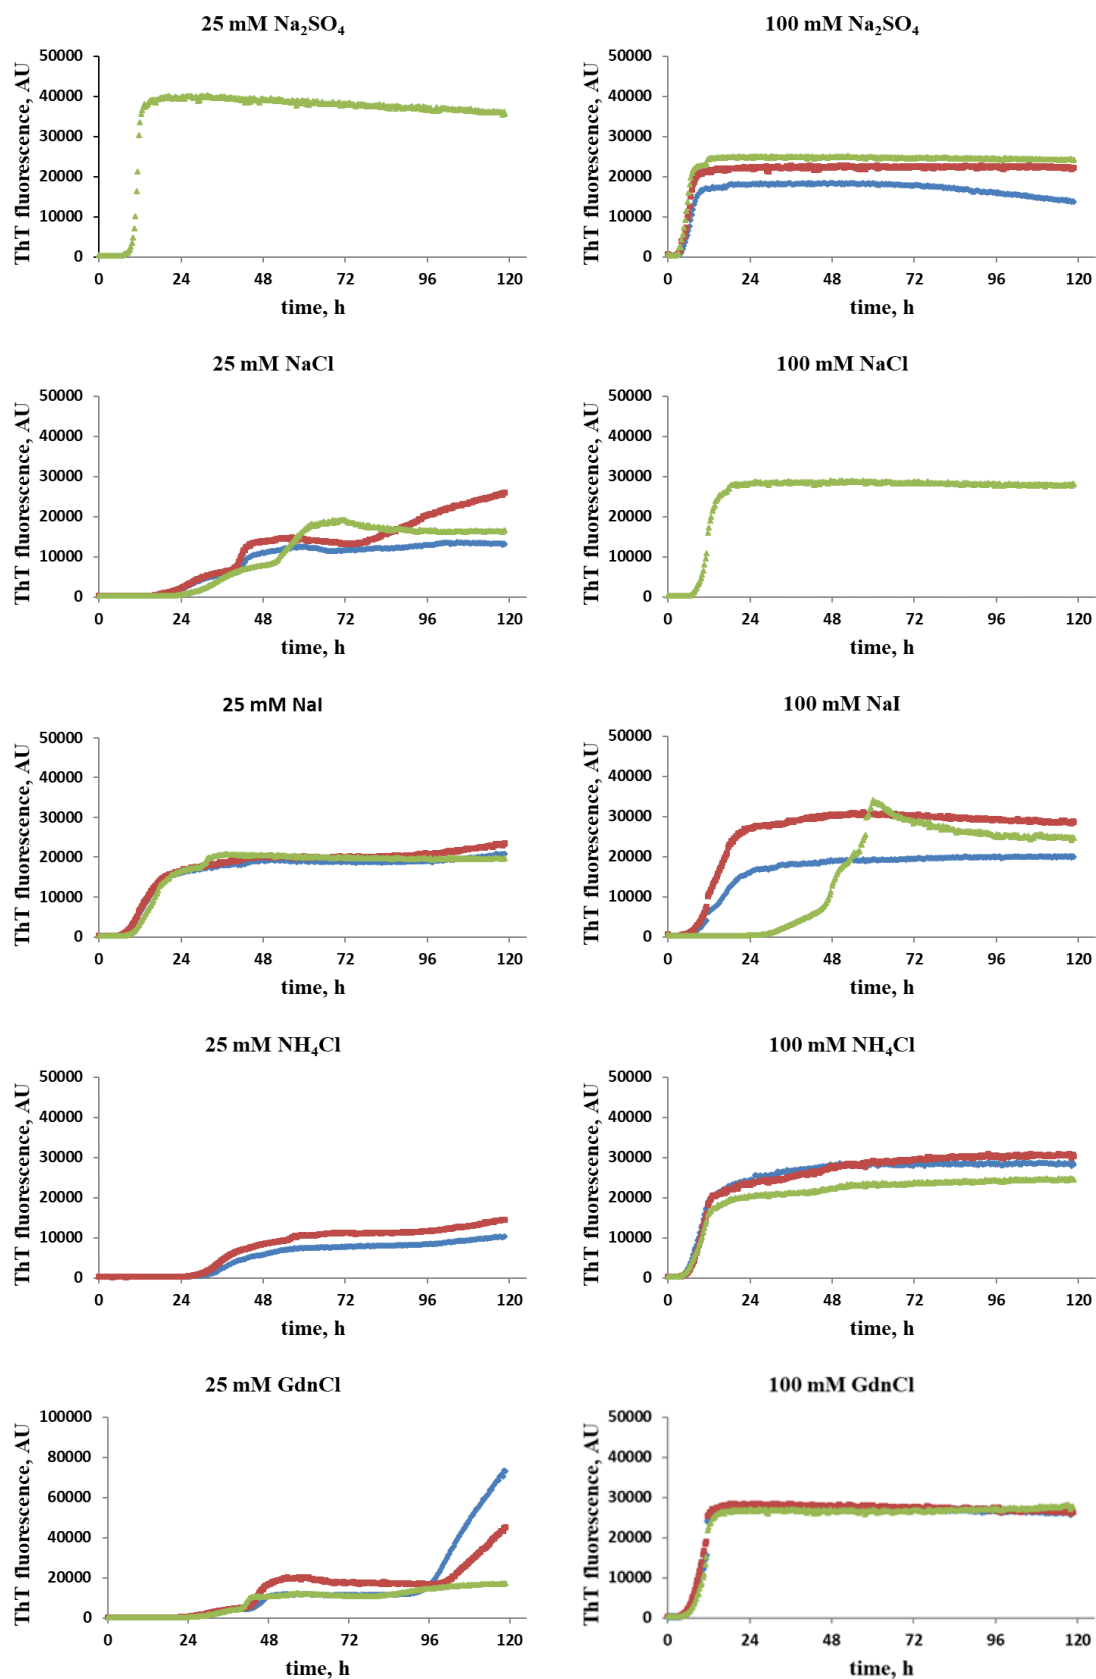 25 mM Na₂SO₄
ThT fluorescence, AU
50000
40000
30000
20000
10000
0
0 24 48 72 96 120
time, h
100 mM Na₂SO₄
ThT fluorescence, AU
50000
40000
30000
20000
10000
0
0 24 48 72 96 120
time, h
25 mM NaCl
ThT fluorescence, AU
50000
40000
30000
20000
10000
0
0 24 48 72 96 120
time, h
100 mM NaCl
ThT fluorescence, AU
50000
40000
30000
20000
10000
0
0 24 48 72 96 120
time, h
25 mM NaI
ThT fluorescence, AU
50000
40000
30000
20000
10000
0
0 24 48 72 96 120
time, h
100 mM NaI
ThT fluorescence, AU
50000
40000
30000
20000
10000
0
0 24 48 72 96 120
time, h
25 mM NH₄Cl
ThT fluorescence, AU
50000
40000
30000
20000
10000
0
0 24 48 72 96 120
time, h
100 mM NH₄Cl
ThT fluorescence, AU
50000
40000
30000
20000
10000
0
0 24 48 72 96 120
time, h
25 mM GdnCl
ThT fluorescence, AU
100000
80000
60000
40000
20000
0
0 24 48 72 96 120
time, h
100 mM GdnCl
ThT fluorescence, AU
50000
40000
30000
20000
10000
0
0 24 48 72 96 120
time, h